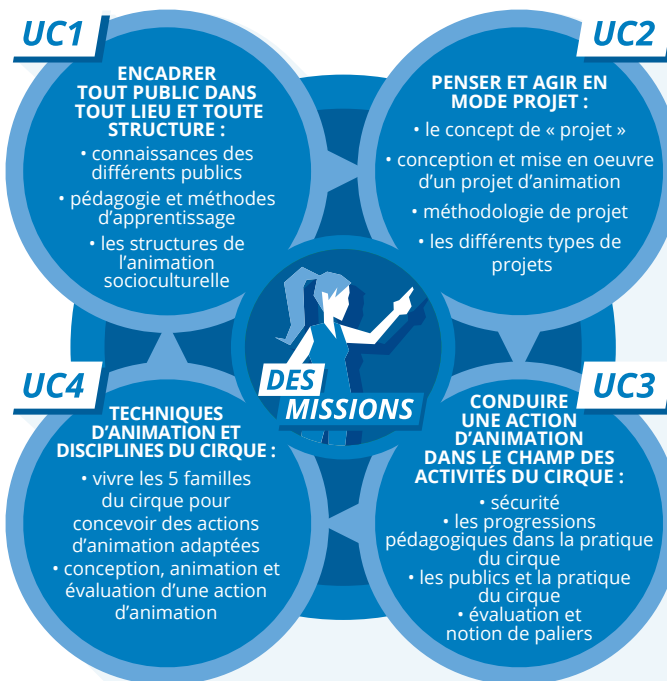 UC1
ENCADRER
TOUT PUBLIC DANS
TOUT LIEU ET TOUTE
STRUCTURE :
• connaissances des
différents publics
• pédagogie et méthodes
d'apprentissage
• les structures de
l'animation
socioculturelle
UC2
PENSER ET AGIR EN
MODE PROJET :
• le concept de « projet »
• conception et mise en oeuvre
d'un projet d'animation
• méthodologie de projet
• les différents types de
projets
DES
MISSIONS
UC4
TECHNIQUES
D'ANIMATION ET
DISCIPLINES DU CIRQUE :
• vivre les 5 familles
du cirque pour
concevoir des actions
d'animation adaptées
• conception, animation et
évaluation d'une action
d'animation
UC3
CONDUIRE
UNE ACTION
D'ANIMATION
DANS LE CHAMP DES
ACTIVITÉS DU CIRQUE :
• sécurité
• les progressions
pédagogiques dans la pratique
du cirque
• les publics et la pratique
du cirque
• évaluation et
notion de paliers